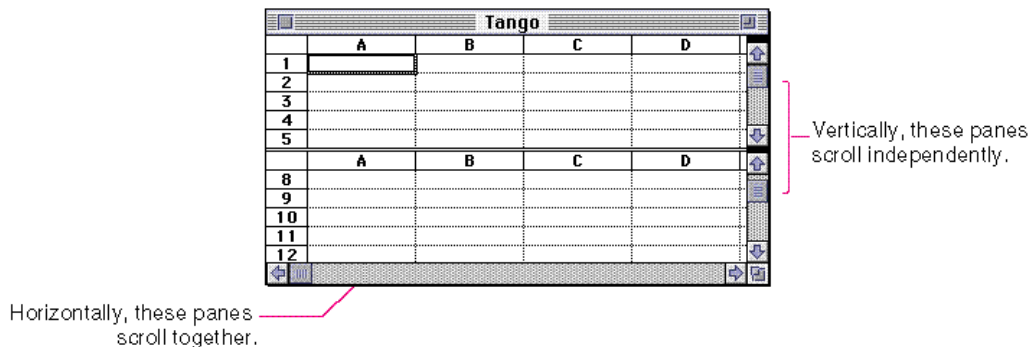 Tango
A B C D
1
2
3
4
5
A B C D
8
9
10
11
12
Vertically, these panes
scroll independently.
Horizontally, these panes
scroll together.